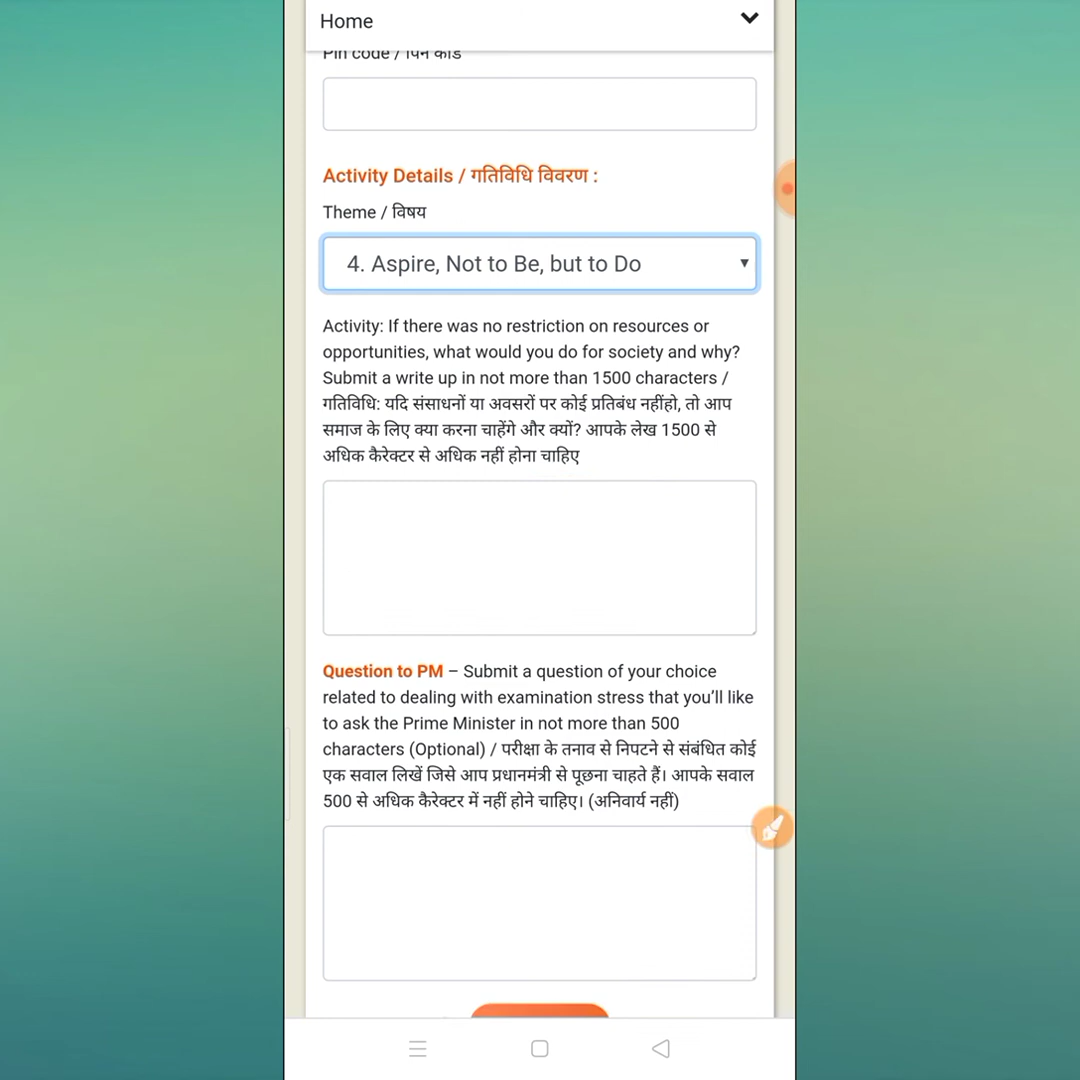 Home
Pin code / पिन कोड
Activity Details / गतिविधि विवरण :
Theme / विषय
4. Aspire, Not to Be, but to Do
Activity: If there was no restriction on resources or
opportunities, what would you do for society and why?
Submit a write up in not more than 1500 characters /
गतिविधि: यदि संसाधनों या अवसरों पर कोई प्रतिबंध नहींहो, तो आप
समाज के लिए क्या करना चाहेंगे और क्यों? आपके लेख 1500 से
अधिक कैरेक्टर से अधिक नहीं होना चाहिए
Question to PM – Submit a question of your choice
related to dealing with examination stress that you'll like
to ask the Prime Minister in not more than 500
characters (Optional) / परीक्षा के तनाव से निपटने से संबंधित कोई
एक सवाल लिखें जिसे आप प्रधानमंत्री से पूछना चाहते हैं। आपके सवाल
500 से अधिक कैरेक्टर में नहीं होने चाहिए। (अनिवार्य नहीं)